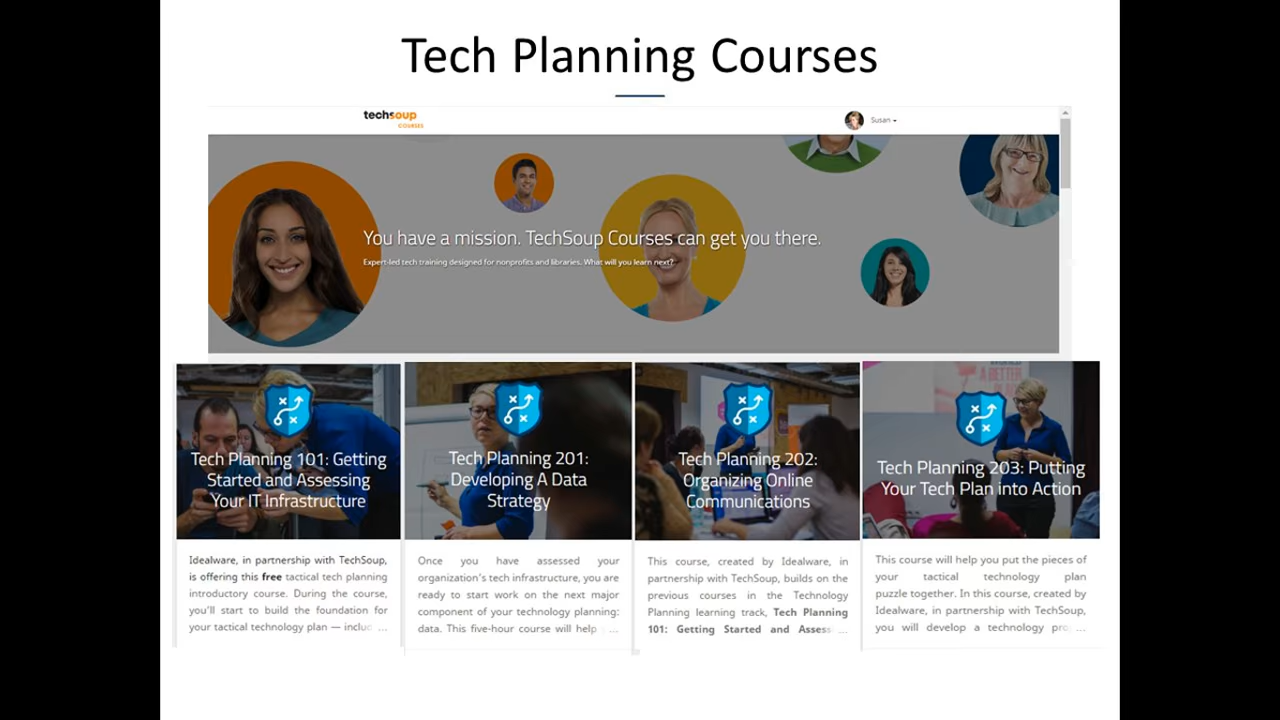 Tech Planning Courses
techsoup
COURSES
Susan
You have a mission. TechSoup Courses can get you there.
Expert-led tech training designed for nonprofits and libraries. What will you learn next?
Tech Planning 101: Getting
Started and Assessing
Your IT Infrastructure
Idealware, in partnership with TechSoup,
is offering this free tactical tech planning
introductory course. During the course,
you'll start to build the foundation for
your tactical technology plan — includ ...
Tech Planning 201:
Developing A Data
Strategy
Once you have assessed your
organization's tech infrastructure, you are
ready to start work on the next major
component of your technology planning:
data. This five-hour course will help ...
Tech Planning 202:
Organizing Online
Communications
This course, created by Idealware, in
partnership with TechSoup, builds on the
previous courses in the Technology
Planning learning track, Tech Planning
101: Getting Started and Assess ...
A BETTER
Tech Planning 203: Putting
Your Tech Plan into Action
This course will help you put the pieces of
your tactical technology plan
puzzle together. In this course, created by
Idealware, in partnership with TechSoup,
you will develop a technology pro ...